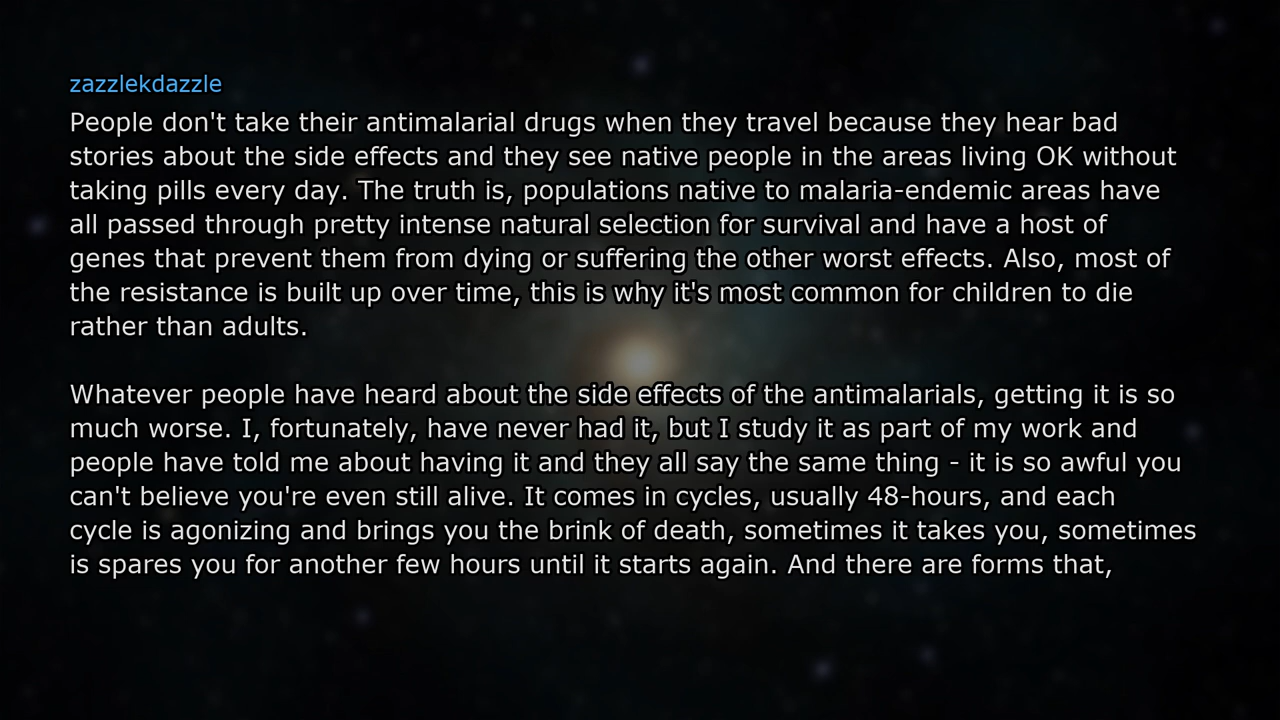 zazzlekdazzle
People don't take their antimalarial drugs when they travel because they hear bad
stories about the side effects and they see native people in the areas living OK without
taking pills every day. The truth is, populations native to malaria-endemic areas have
all passed through pretty intense natural selection for survival and have a host of
genes that prevent them from dying or suffering the other worst effects. Also, most of
the resistance is built up over time, this is why it's most common for children to die
rather than adults.
Whatever people have heard about the side effects of the antimalarials, getting it is so
much worse. I, fortunately, have never had it, but I study it as part of my work and
people have told me about having it and they all say the same thing - it is so awful you
can't believe you're even still alive. It comes in cycles, usually 48-hours, and each
cycle is agonizing and brings you the brink of death, sometimes it takes you, sometimes
is spares you for another few hours until it starts again. And there are forms that,